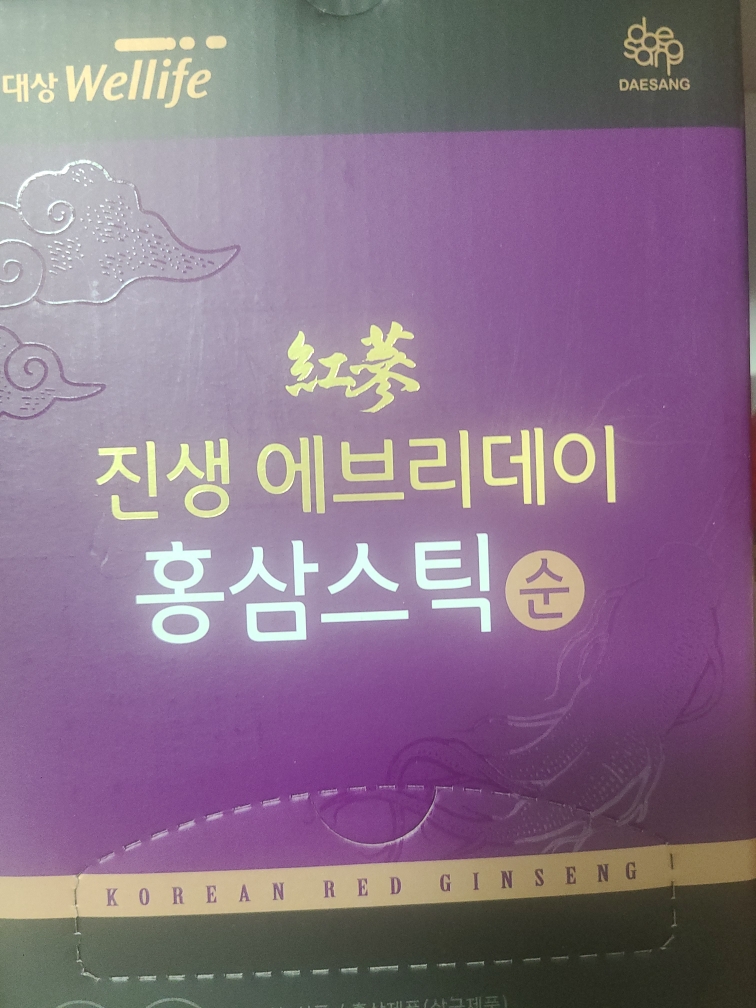 대상 Wellife
daesang
DAESANG
紅蔘
진생 에브리데이
홍삼스틱 순
KOREAN RED GINSENG